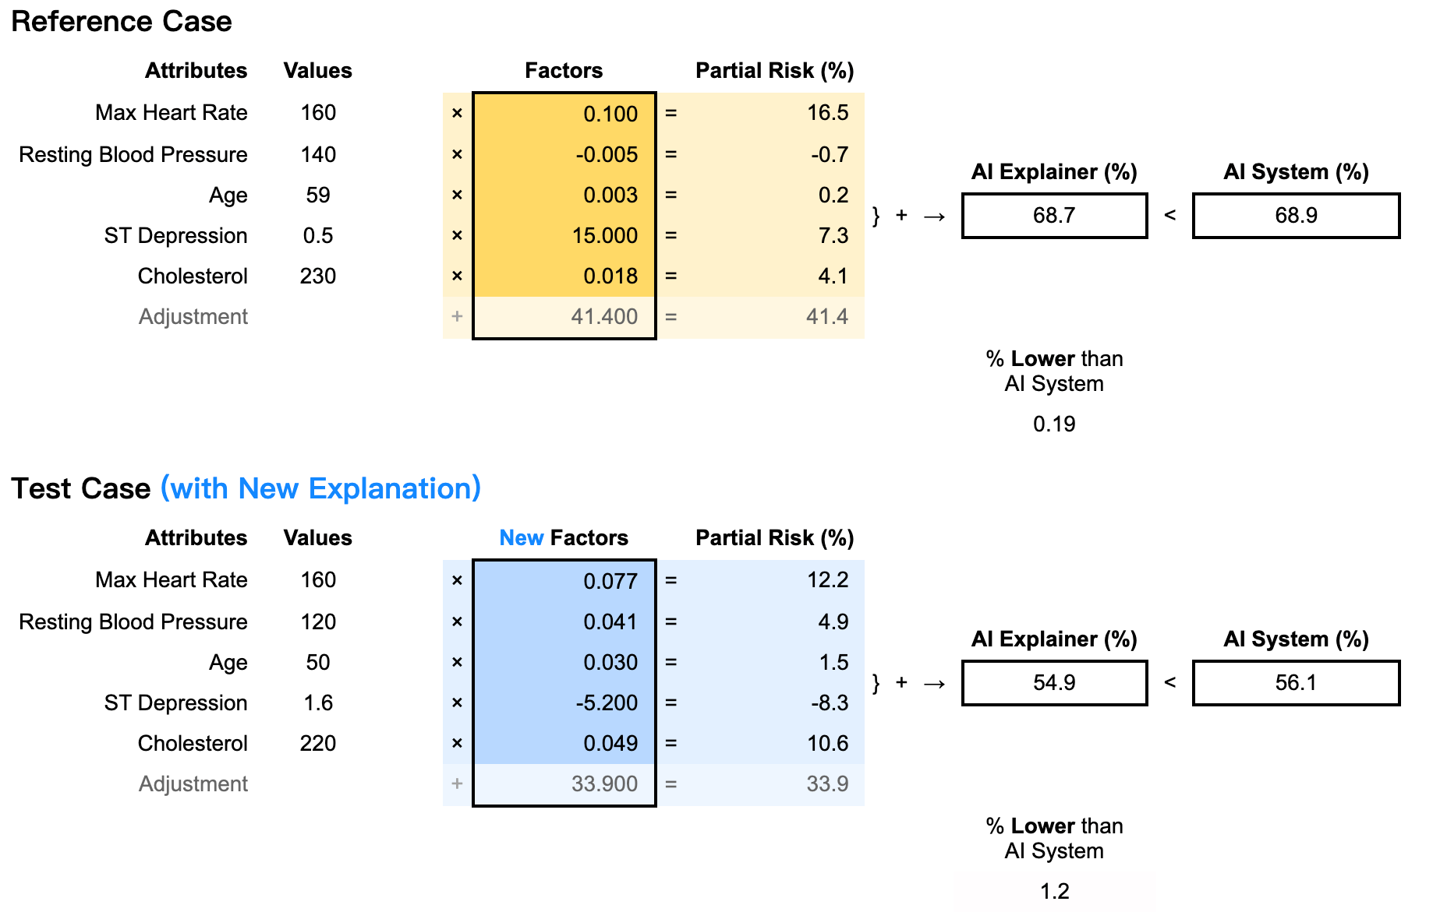 Reference Case
Attributes Values Factors Partial Risk (%)
Max Heart Rate 160 × 0.100 = 16.5
Resting Blood Pressure 140 × -0.005 = -0.7
Age 59 × 0.003 = 0.2
ST Depression 0.5 × 15.000 = 7.3
Cholesterol 230 × 0.018 = 4.1
Adjustment + 41.400 = 41.4
} + →
AI Explainer (%) AI System (%)
68.7 < 68.9
% Lower than
AI System
0.19
Test Case (with New Explanation)
Attributes Values New Factors Partial Risk (%)
Max Heart Rate 160 × 0.077 = 12.2
Resting Blood Pressure 120 × 0.041 = 4.9
Age 50 × 0.030 = 1.5
ST Depression 1.6 × -5.200 = -8.3
Cholesterol 220 × 0.049 = 10.6
Adjustment + 33.900 = 33.9
} + →
AI Explainer (%) AI System (%)
54.9 < 56.1
% Lower than
AI System
1.2